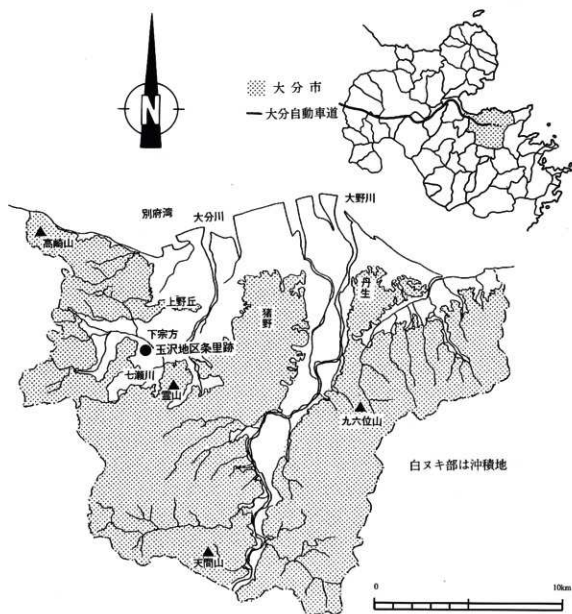 N
大分市
大分自動車道
別府湾
大分川
大野川
高崎山
上野丘
丹生
猪野
下宗方
玉沢地区条里跡
七瀬川
霊山
九六位山
白ヌキ部は沖積地
天面山
0
10km